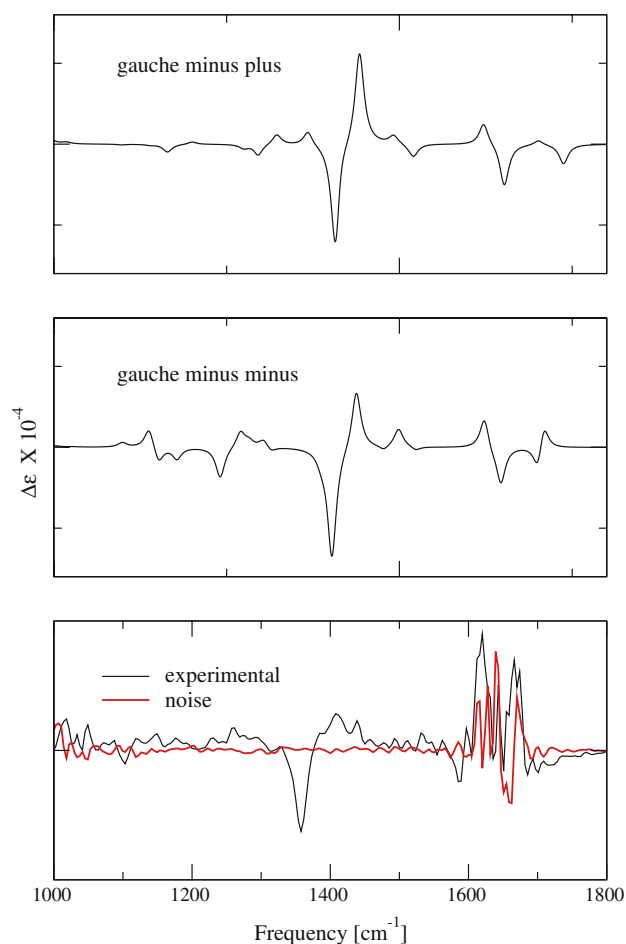 gauche minus plus
gauche minus minus
Δε X 10⁻⁴
experimental
noise
1000 1200 1400 1600 1800
Frequency [cm⁻¹]